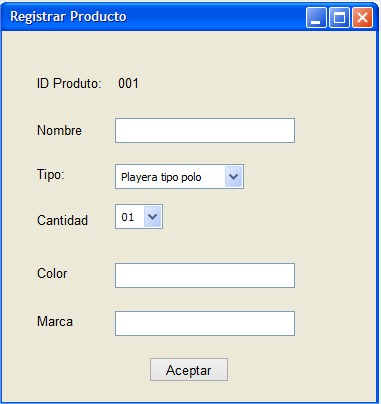 Registrar Producto
ID Produto: 001
Nombre
Tipo: Playera tipo polo
Cantidad 01
Color
Marca
Aceptar